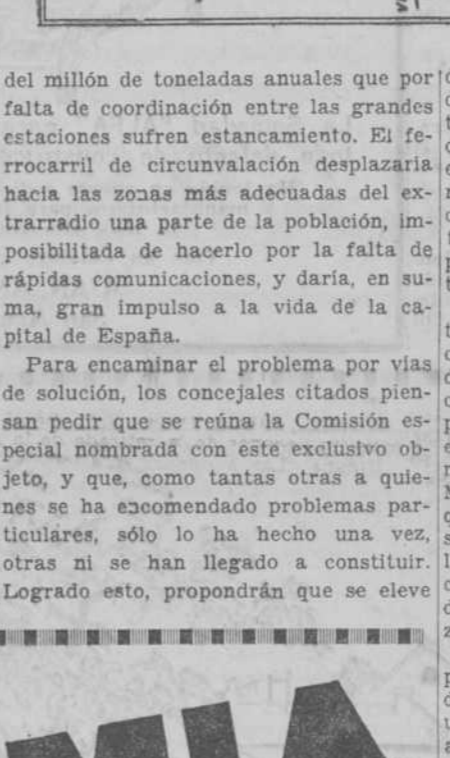 del millón de toneladas anuales que por
falta de coordinación entre las grandes
estaciones sufren estancamiento. El fe-
rrocarril de circunvalación desplazaria
hacia las zonas más adecuadas del ex-
trarradio una parte de la población, im-
posibilitada de hacerlo por la falta de
rápidas comunicaciones, y daría, en su-
ma, gran impulso a la vida de la ca-
pital de España.
Para encaminar el problema por vias
de solución, los concejales citados pien-
san pedir que se reúna la Comisión es-
pecial nombrada con este exclusivo ob-
jeto, y que, como tantas otras a quie-
nes se ha encomendado problemas par-
ticulares, sólo lo ha hecho una vez,
otras ni se han llegado a constituir.
Logrado esto, propondrán que se eleve
MIA